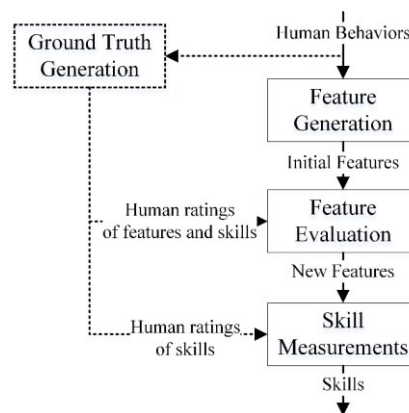 Human Behaviors
Ground Truth
Generation
Feature
Generation
Initial Features
Human ratings
of features and skills
Feature
Evaluation
New Features
Human ratings
of skills
Skill
Measurements
Skills